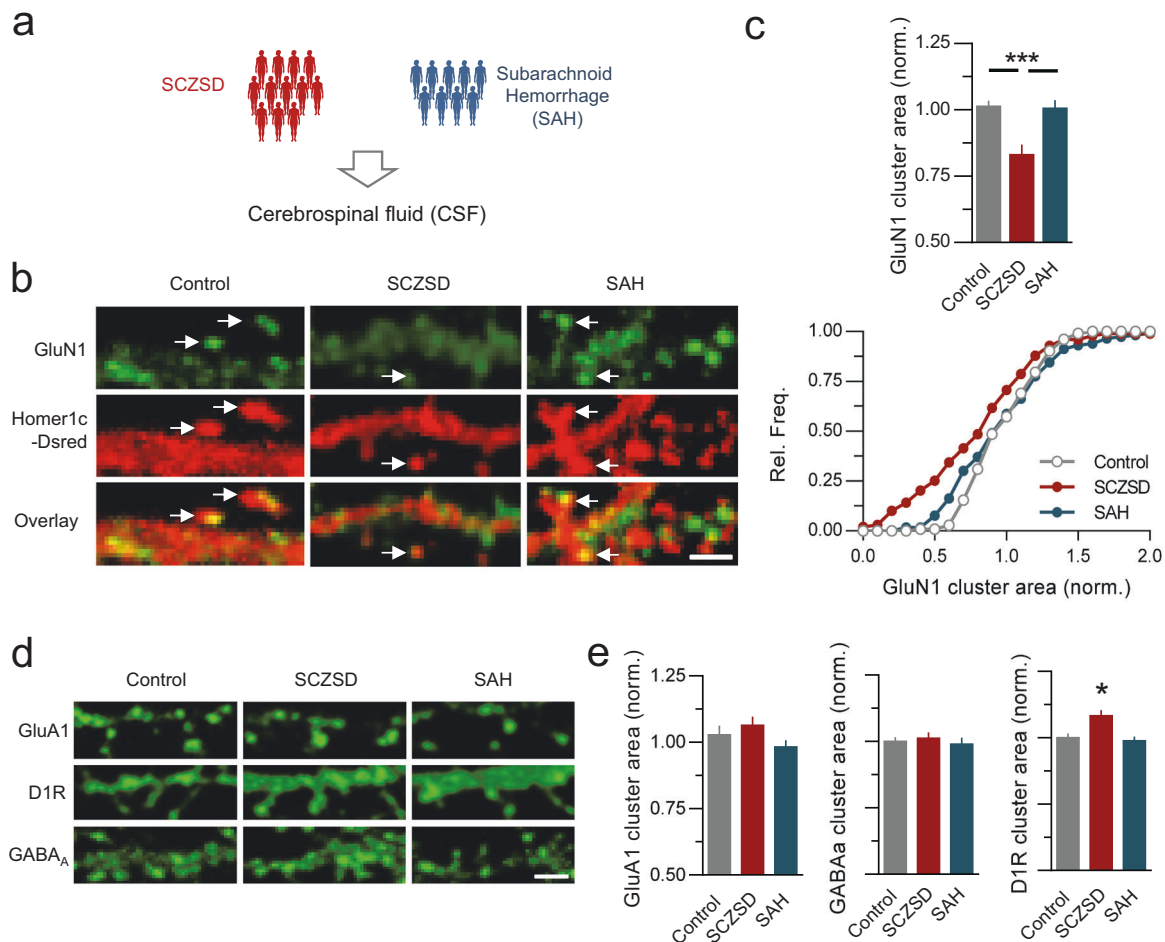 a
SCZSD
Subarachnoid
Hemorrhage
(SAH)
Cerebrospinal fluid (CSF)
b
Control
SCZSD
SAH
GluN1
Homer1c
-Dsred
Overlay
c
GluN1 cluster area (norm.)
1.25
1.00
0.75
0.50
***
Control
SCZSD
SAH
Rel. Freq.
1.00
0.75
0.50
0.25
0.00
Control
SCZSD
SAH
0.0
0.5
1.0
1.5
2.0
GluN1 cluster area (norm.)
d
Control
SCZSD
SAH
GluA1
D1R
GABAA
e
GluA1 cluster area (norm.)
1.25
1.00
0.75
0.50
Control
SCZSD
SAH
GABAa cluster area (norm.)
Control
SCZSD
SAH
D1R cluster area (norm.)
*
Control
SCZSD
SAH